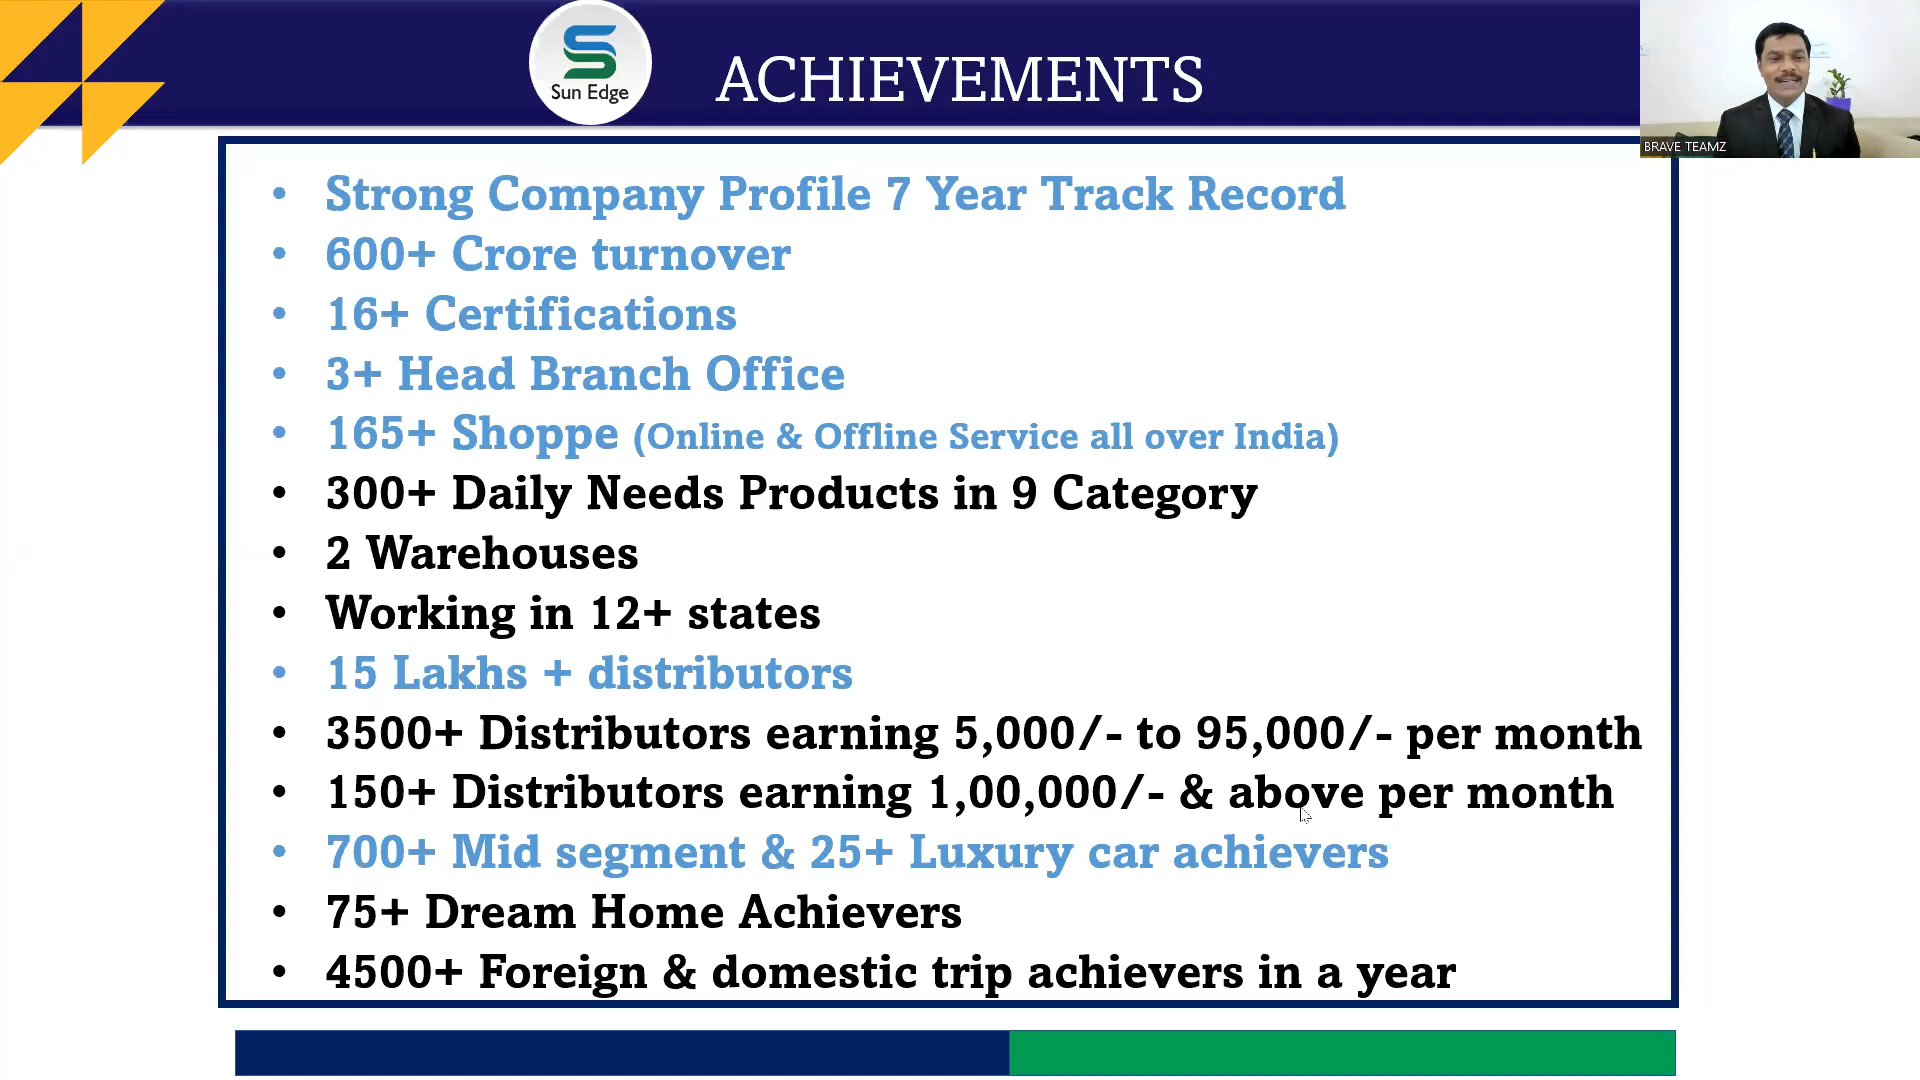 Sun Edge
ACHIEVEMENTS
BRAVE TEAMZ
• Strong Company Profile 7 Year Track Record
• 600+ Crore turnover
• 16+ Certifications
• 3+ Head Branch Office
• 165+ Shoppe (Online & Offline Service all over India)
• 300+ Daily Needs Products in 9 Category
• 2 Warehouses
• Working in 12+ states
• 15 Lakhs + distributors
• 3500+ Distributors earning 5,000/- to 95,000/- per month
• 150+ Distributors earning 1,00,000/- & above per month
• 700+ Mid segment & 25+ Luxury car achievers
• 75+ Dream Home Achievers
• 4500+ Foreign & domestic trip achievers in a year